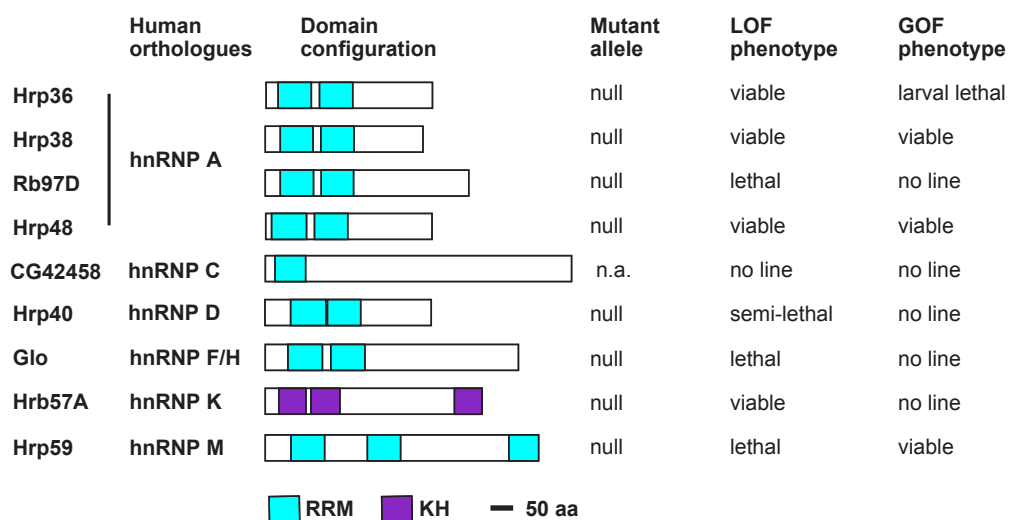 Human orthologues Domain configuration Mutant allele LOF phenotype GOF phenotype
Hrp36 null viable larval lethal
Hrp38 null viable viable
hnRNP A
Rb97D null lethal no line
Hrp48 null viable viable
CG42458 hnRNP C n.a. no line no line
Hrp40 hnRNP D null semi-lethal no line
Glo hnRNP F/H null lethal no line
Hrb57A hnRNP K null viable no line
Hrp59 hnRNP M null lethal viable
RRM KH 50 aa